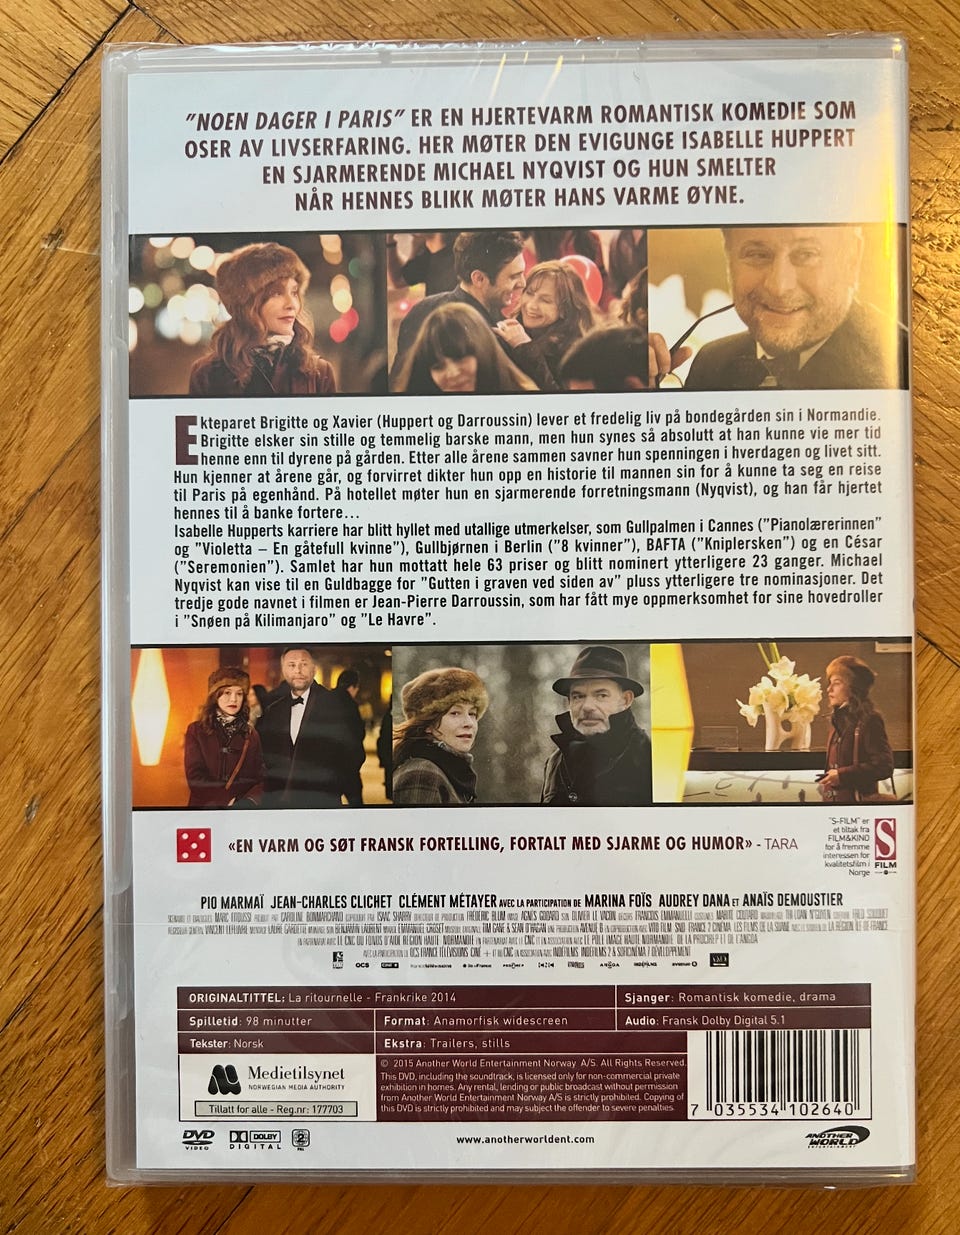 "NOEN DAGER I PARIS" ER EN HJERTEVARM ROMANTISK KOMEDIE SOM
OSER AV LIVSERFARING. HER MØTER DEN EVIGUNGE ISABELLE HUPPERT
EN SJARMERENDE MICHAEL NYQVIST OG HUN SMELTER
NÅR HENNES BLIKK MØTER HANS VARME ØYNE.
Ekteparet Brigitte og Xavier (Huppert og Darroussin) lever et fredelig liv på bondegården sin i Normandie.
Brigitte elsker sin stille og temmelig barske mann, men hun synes så absolutt at han kunne vie mer tid
henne enn til dyrene på gården. Etter alle årene sammen savner hun spenningen i hverdagen og livet sitt.
Hun kjenner at årene går, og forvirret dikter hun opp en historie til mannen sin for å kunne ta seg en reise
til Paris på egenhånd. På hotellet møter hun en sjarmerende forretningsmann (Nyqvist), og han får hjertet
hennes til å banke fortere...
Isabelle Hupperts karriere har blitt hyllet med utallige utmerkelser, som Gullpalmen i Cannes ("Pianolærerinnen"
og "Violetta – En gåtefull kvinne"), Gullbjørnen i Berlin ("8 kvinner"), BAFTA ("Kniplersken") og en César
("Seremonien"). Samlet har hun mottatt hele 63 priser og blitt nominert ytterligere 23 ganger. Michael
Nyqvist kan vise til en Guldbagge for "Gutten i graven ved siden av" pluss ytterligere tre nominasjoner. Det
tredje gode navnet i filmen er Jean-Pierre Darroussin, som har fått mye oppmerksomhet for sine hovedroller
i "Snøen på Kilimanjaro" og "Le Havre".
«EN VARM OG SØT FRANSK FORTELLING, FORTALT MED SJARME OG HUMOR» - TARA
"S-FILM" er
et tiltak fra
FILM&KINO
for å fremme
interessen for
kvalitetsfilm i
Norge
S
FILM
PIO MARMAÏ JEAN-CHARLES CLICHET CLÉMENT MÉTAYER AVEC LA PARTICIPATION DE MARINA FOÏS AUDREY DANA ET ANAÏS DEMOUSTIER
ORIGINALTITTEL: La ritournelle - Frankrike 2014
Sjanger: Romantisk komedie, drama
Spilletid: 98 minutter
Format: Anamorfisk widescreen
Audio: Fransk Dolby Digital 5.1
Tekster: Norsk
Ekstra: Trailers, stills
Medietilsynet
NORWEGIAN MEDIA AUTHORITY
Tillatt for alle - Reg.nr: 177703
© 2015 Another World Entertainment Norway A/S. All Rights Reserved.
This DVD, including the soundtrack, is licensed only for non-commercial private
exhibition in homes. Any rental, lending or public broadcast without permission
from Another World Entertainment Norway A/S is strictly prohibited. Copying of
this DVD is strictly prohibited and may subject the offender to severe penalties.
7 035534 102640
DVD
VIDEO
DOLBY
DIGITAL
2
PAL
www.anotherworldent.com
ANOTHER
WORLD
ENTERTAINMENT